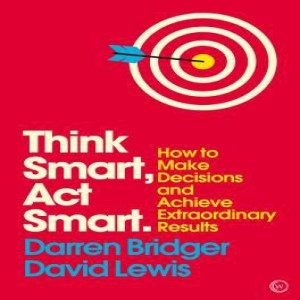 Think
Smart,
Act
Smart.
How to
Make
Decisions
and
Achieve
Extraordinary
Results
Darren Bridger
David Lewis
W